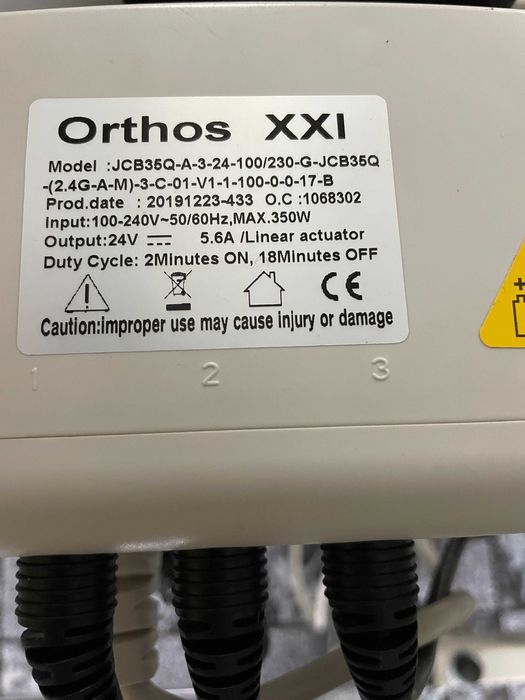 Orthos XXI
Model :JCB35Q-A-3-24-100/230-G-JCB35Q
-(2.4G-A-M)-3-C-01-V1-1-100-0-0-17-B
Prod.date : 20191223-433 O.C :1068302
Input:100-240V~50/60Hz,MAX.350W
Output:24V 5.6A /Linear actuator
Duty Cycle: 2Minutes ON, 18Minutes OFF
CE
Caution:improper use may cause injury or damage
1 2 3
+